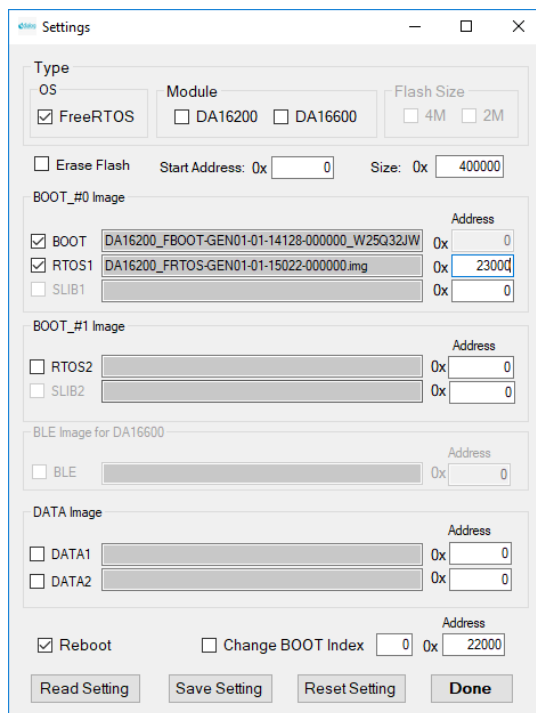 dialog Settings
Type
OS
Module
Flash Size
FreeRTOS DA16200 DA16600 4M 2M
Erase Flash Start Address: 0x 0 Size: 0x 400000
BOOT_#0 Image
Address
BOOT DA16200_FBOOT-GEN01-01-14128-000000_W25Q32JW 0x 0
RTOS1 DA16200_FRTOS-GEN01-01-15022-000000.img 0x 23000
SLIB1 0x 0
BOOT_#1 Image
Address
RTOS2 0x 0
SLIB2 0x 0
BLE Image for DA16600
Address
BLE 0x 0
DATA Image
Address
DATA1 0x 0
DATA2 0x 0
Address
Reboot Change BOOT Index 0 0x 22000
Read Setting Save Setting Reset Setting Done